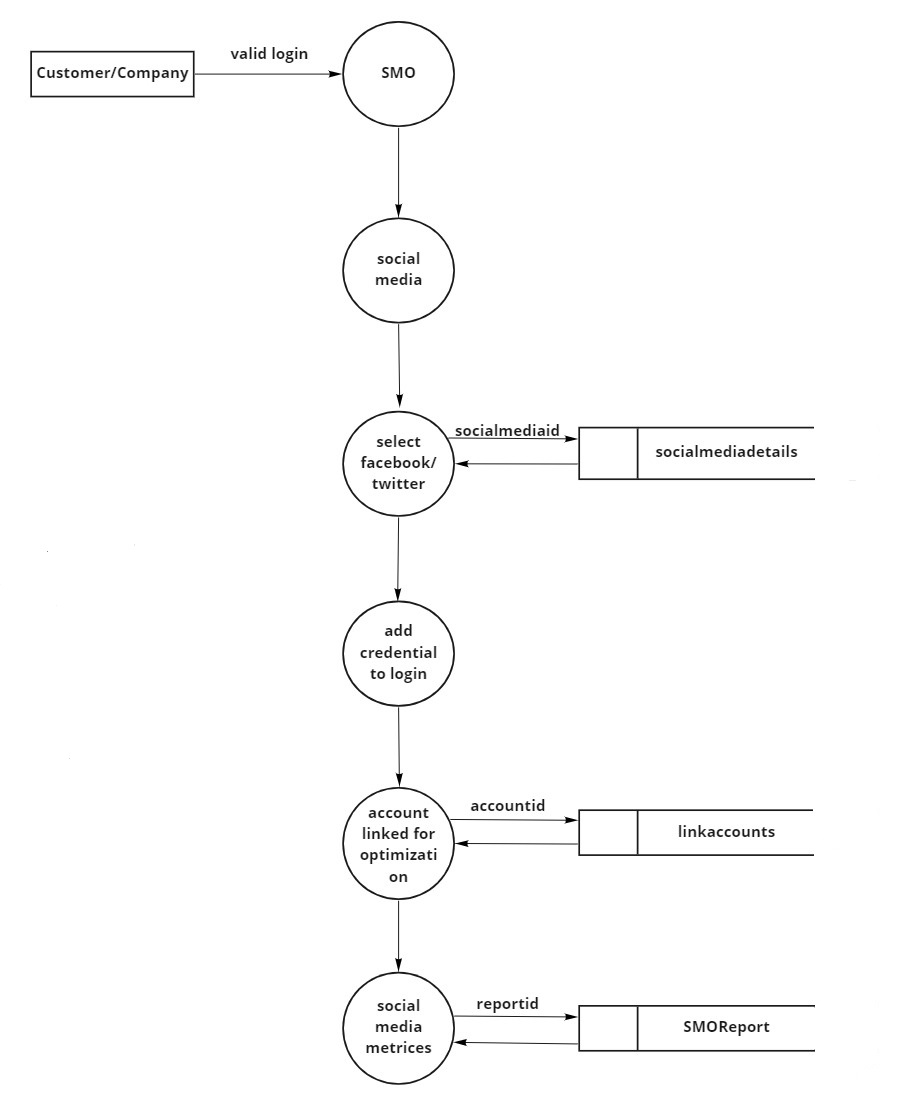 valid login
Customer/Company
SMO
social
media
socialmediaid
select
facebook/
twitter
socialmediadetails
add
credential
to login
accountid
account
linked for
optimizati
on
linkaccounts
reportid
social
media
metrices
SMOReport